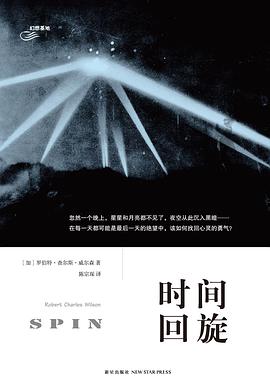 幻想基地
忽然一个晚上，星星和月亮都不见了，夜空从此沉入黑暗——
在每一天都可能是最后一天的绝望中，该如何找回心灵的勇气？
［加］罗伯特·查尔斯·威尔森 著
陈宗琛 译
Robert Charles Wilson
SPIN
时间
回旋
新星出版社 NEW STAR PRESS